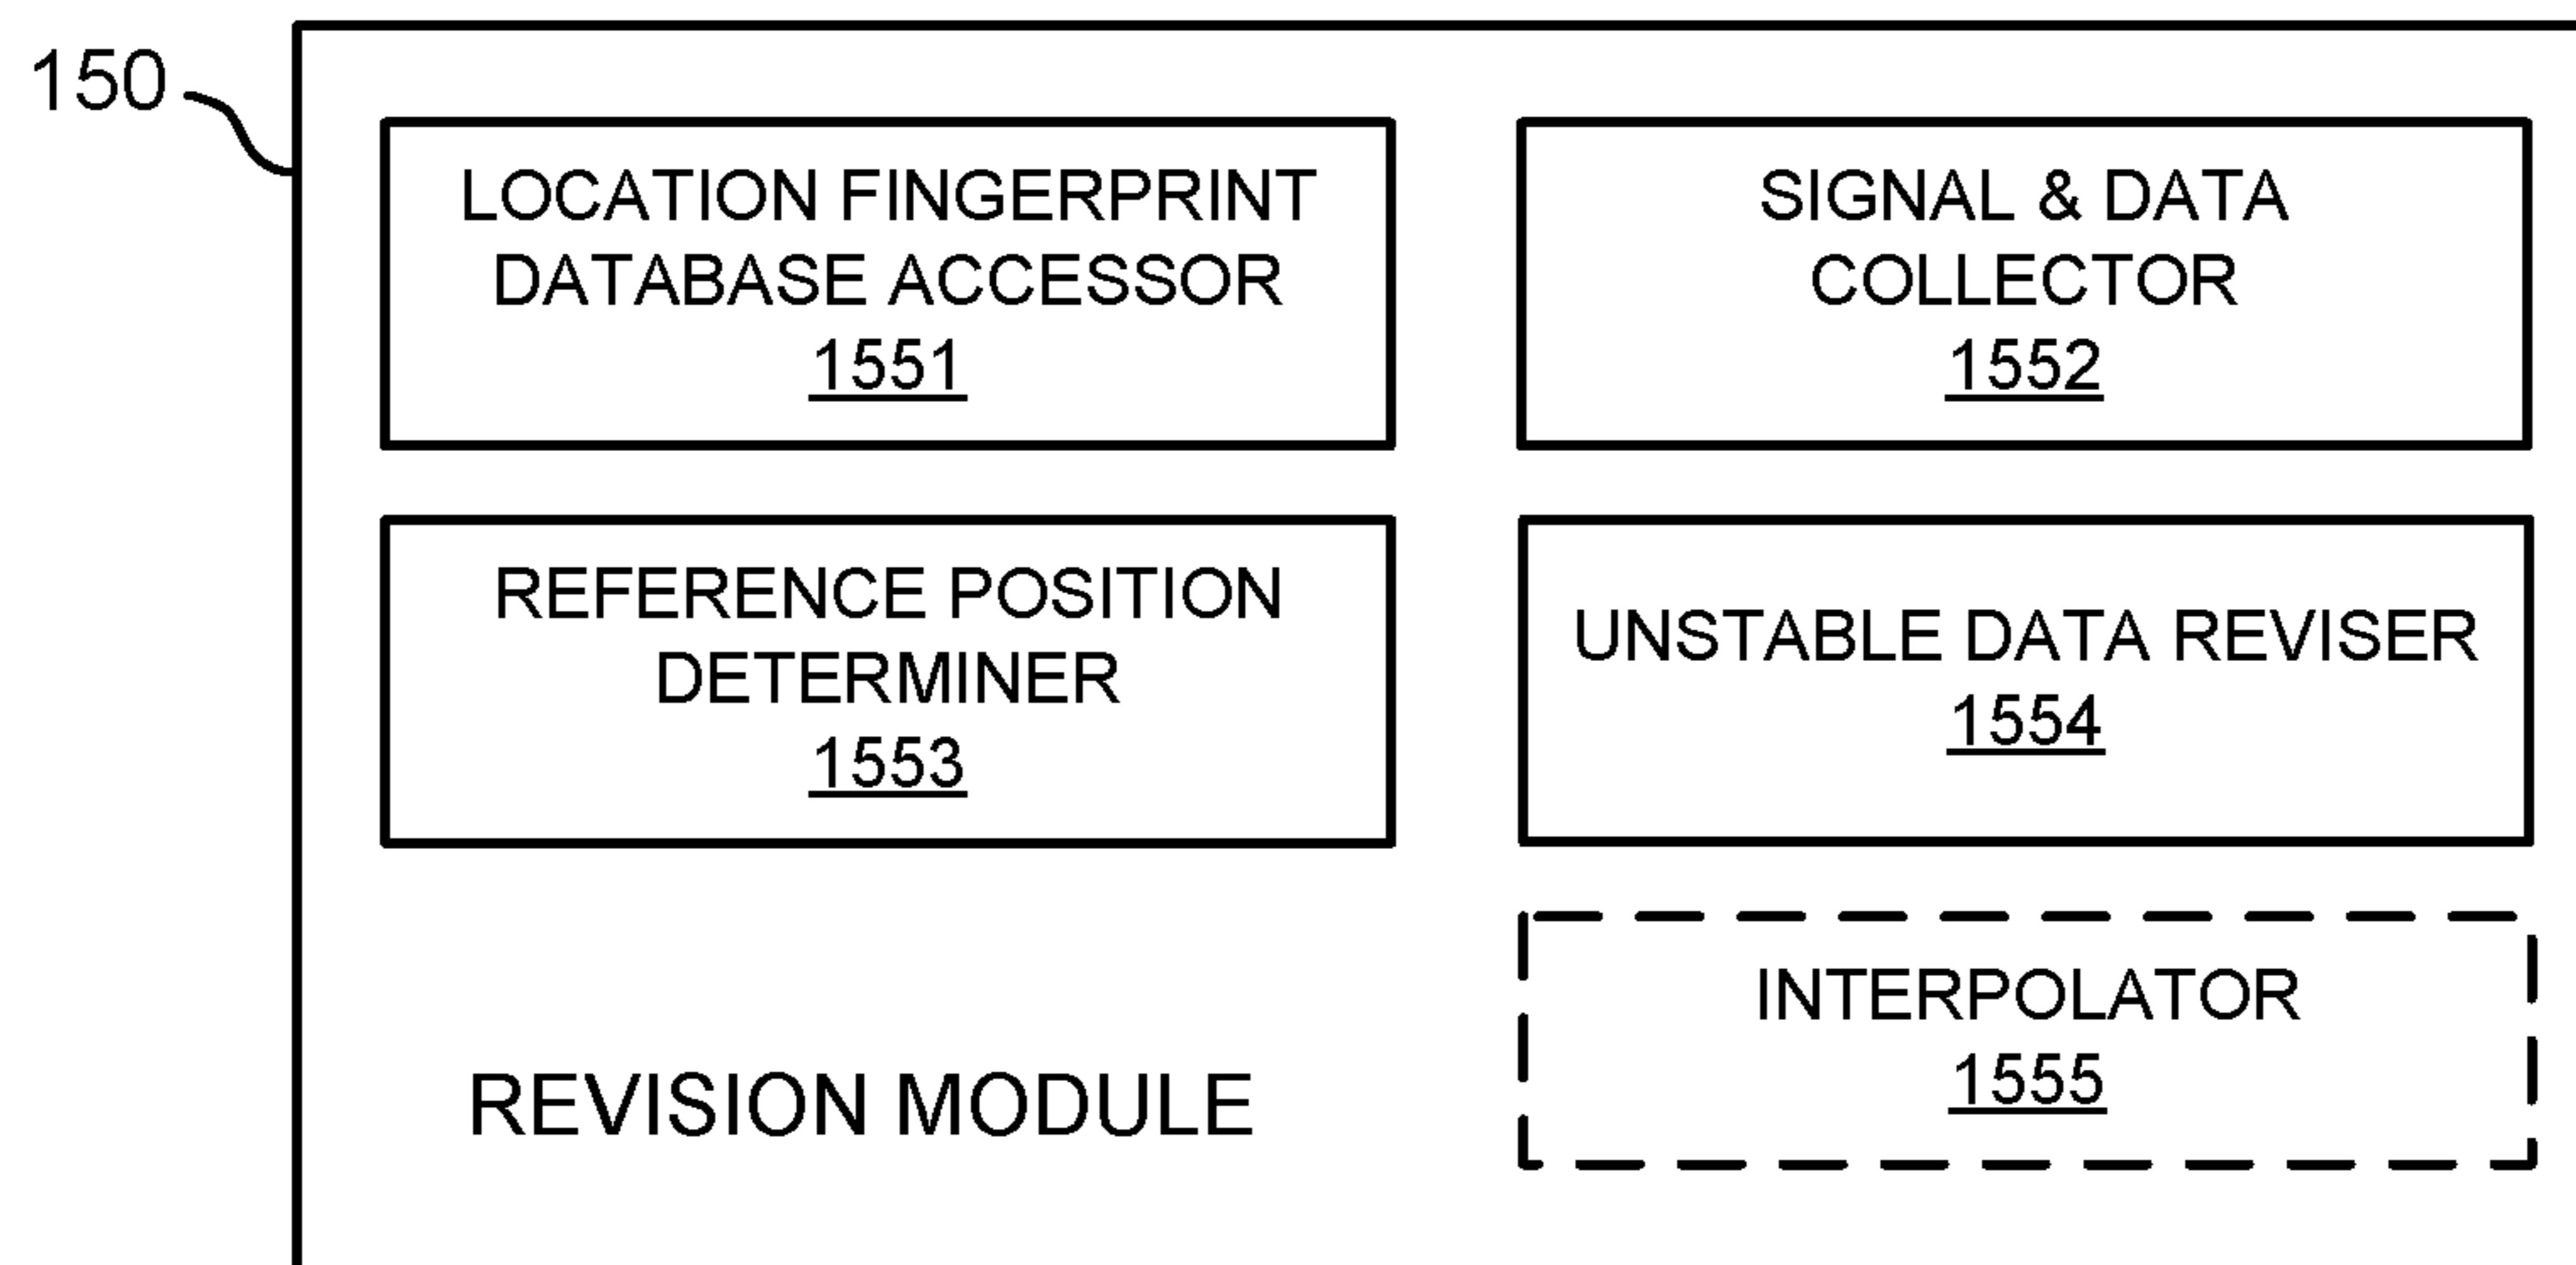 150
LOCATION FINGERPRINT
DATABASE ACCESSOR
1551
SIGNAL & DATA
COLLECTOR
1552
REFERENCE POSITION
DETERMINER
1553
UNSTABLE DATA REVISER
1554
REVISION MODULE
INTERPOLATOR
1555